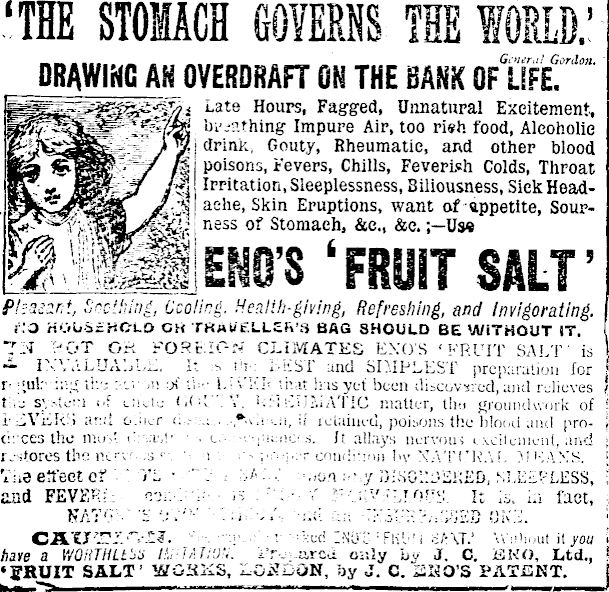 'THE STOMACH GOVERNS THE WORLD.'
General Gordon.
DRAWING AN OVERDRAFT ON THE BANK OF LIFE.
Late Hours, Fagged, Unnatural Excitement,
breathing Impure Air, too rich food, Alcoholic
drink, Gouty, Rheumatic, and other blood
poisons, Fevers, Chills, Feverish Colds, Throat
Irritation, Sleeplessness, Biliousness, Sick Head-
ache, Skin Eruptions, want of appetite, Sour-
ness of Stomach, &c., &c. ;—Use
ENO'S 'FRUIT SALT'
Pleasant, Soothing, Cooling, Health-giving, Refreshing, and Invigorating.
NO HOUSEHOLD OR TRAVELLER'S BAG SHOULD BE WITHOUT IT.
IN HOT OR FOREIGN CLIMATES ENO'S 'FRUIT SALT' is
INVALUABLE. It is the BEST and SIMPLEST preparation for
regulating the action of the LIVER that has yet been discovered, and relieves
the system of GOUTY, RHEUMATIC matter, the groundwork of
FEVERS and other which, if retained, poisons the blood and pro-
duces the most consequences. It allays nervous excitement, and
restores the nervous proper condition by NATURAL MEANS.
The effect of upon any DISORDERED, SLEEPLESS,
and FEVERISH condition is MARVELLOUS. It is, in fact,
NATURE'S OWN and an UNSURPASSED ONE.
CAUTION. marked ENO'S 'FRUIT SALT.' Without it you
have a WORTHLESS IMITATION. Prepared only by J. C. ENO, Ltd.,
'FRUIT SALT' WORKS, LONDON, by J. C. ENO'S PATENT.